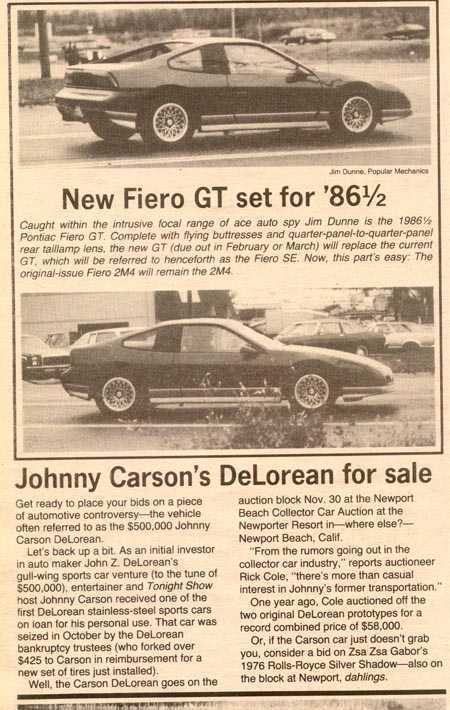 Jim Dunne, Popular Mechanics
New Fiero GT set for '86½
Caught within the intrusive focal range of ace auto spy Jim Dunne is the 1986½
Pontiac Fiero GT. Complete with flying buttresses and quarter-panel-to-quarter-panel
rear taillamp lens, the new GT (due out in February or March) will replace the current
GT, which will be referred to henceforth as the Fiero SE. Now, this part's easy: The
original-issue Fiero 2M4 will remain the 2M4.
Johnny Carson's DeLorean for sale
Get ready to place your bids on a piece
of automotive controversy—the vehicle
often referred to as the $500,000 Johnny
Carson DeLorean.
Let's back up a bit. As an initial investor
in auto maker John Z. DeLorean's
gull-wing sports car venture (to the tune of
$500,000), entertainer and Tonight Show
host Johnny Carson received one of the
first DeLorean stainless-steel sports cars
on loan for his personal use. That car was
seized in October by the DeLorean
bankruptcy trustees (who forked over
$425 to Carson in reimbursement for a
new set of tires just installed).
Well, the Carson DeLorean goes on the
auction block Nov. 30 at the Newport
Beach Collector Car Auction at the
Newporter Resort in—where else?—
Newport Beach, Calif.
"From the rumors going out in the
collector car industry," reports auctioneer
Rick Cole, "there's more than casual
interest in Johnny's former transportation."
One year ago, Cole auctioned off the
two original DeLorean prototypes for a
record combined price of $58,000.
Or, if the Carson car just doesn't grab
you, consider a bid on Zsa Zsa Gabor's
1976 Rolls-Royce Silver Shadow—also on
the block at Newport, dahlings.